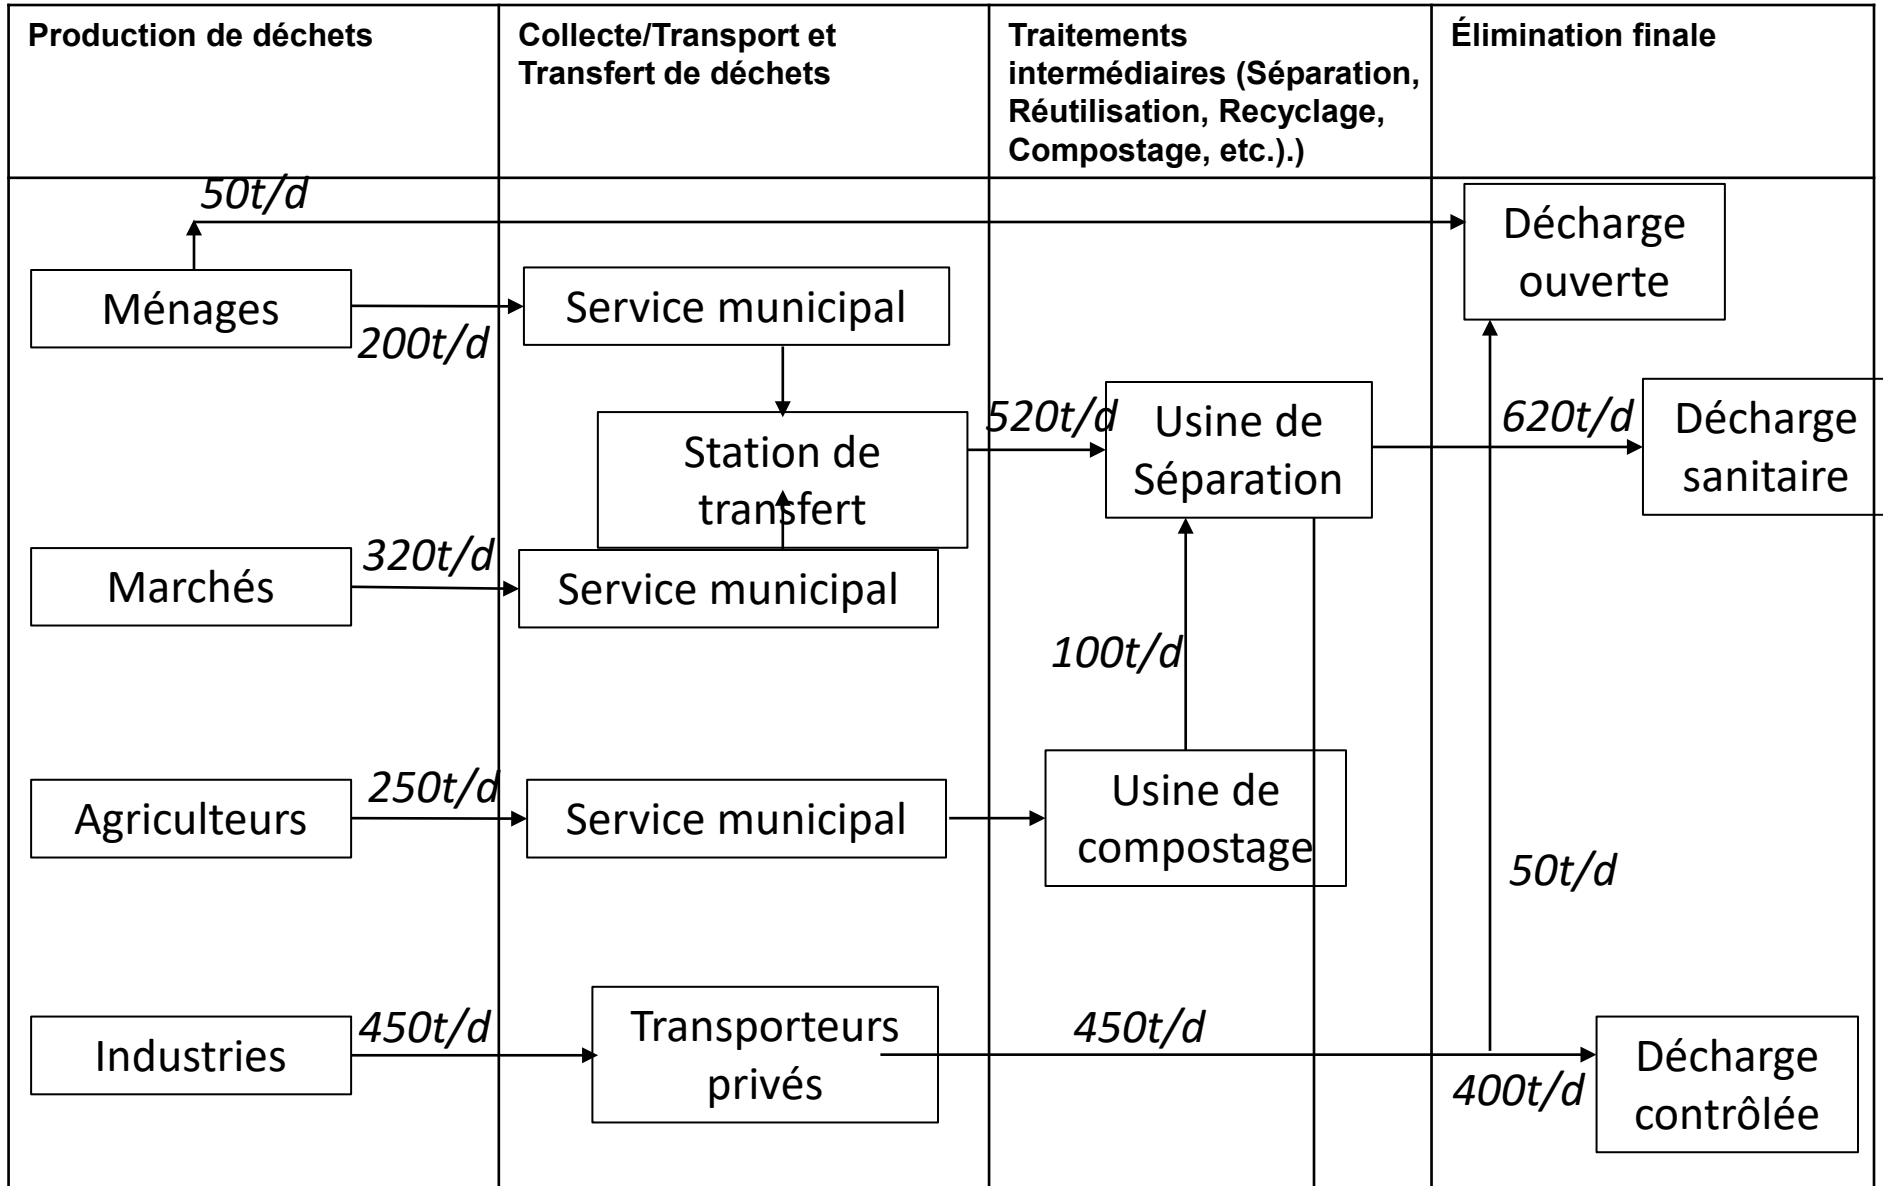 Production de déchets
Collecte/Transport et
Transfert de déchets
Traitements
intermédiaires (Séparation,
Réutilisation, Recyclage,
Compostage, etc.).)
Élimination finale
50t/d
Décharge
ouverte
Ménages
200t/d
Service municipal
Station de
transfert
520t/d
Usine de
Séparation
620t/d
Décharge
sanitaire
Marchés
320t/d
Service municipal
100t/d
Agriculteurs
250t/d
Service municipal
Usine de
compostage
50t/d
Industries
450t/d
Transporteurs
privés
450t/d
400t/d
Décharge
contrôlée